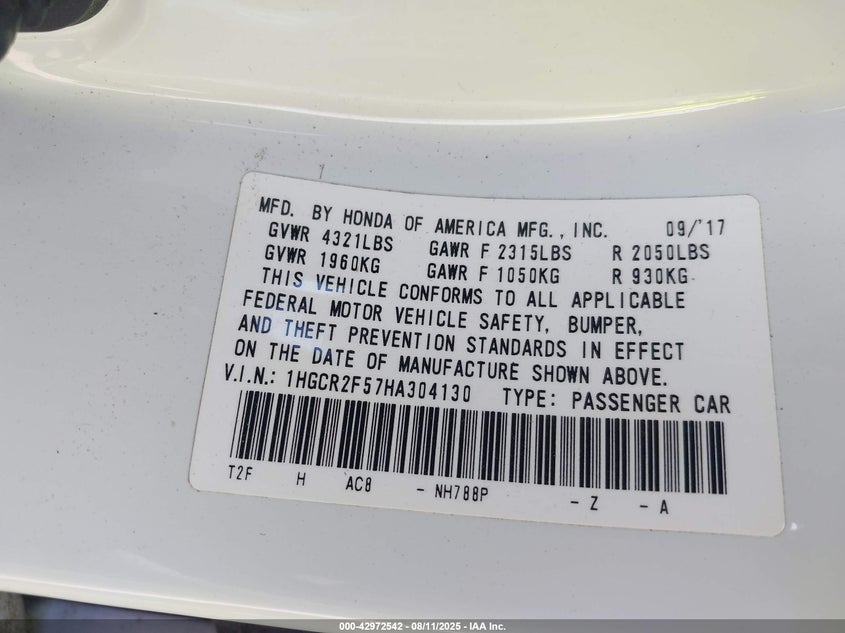 MFD. BY HONDA OF AMERICA MFG., INC. 09/'17
GVWR 4321LBS GAWR F 2315LBS R 2050LBS
GVWR 1960KG GAWR F 1050KG R 930KG
THIS VEHICLE CONFORMS TO ALL APPLICABLE
FEDERAL MOTOR VEHICLE SAFETY, BUMPER,
AND THEFT PREVENTION STANDARDS IN EFFECT
ON THE DATE OF MANUFACTURE SHOWN ABOVE.
V.I.N.: 1HGCR2F57HA304130 TYPE: PASSENGER CAR
T2F H AC8 - NH788P - Z - A
000-42972542 - 08/11/2025 - IAA Inc.